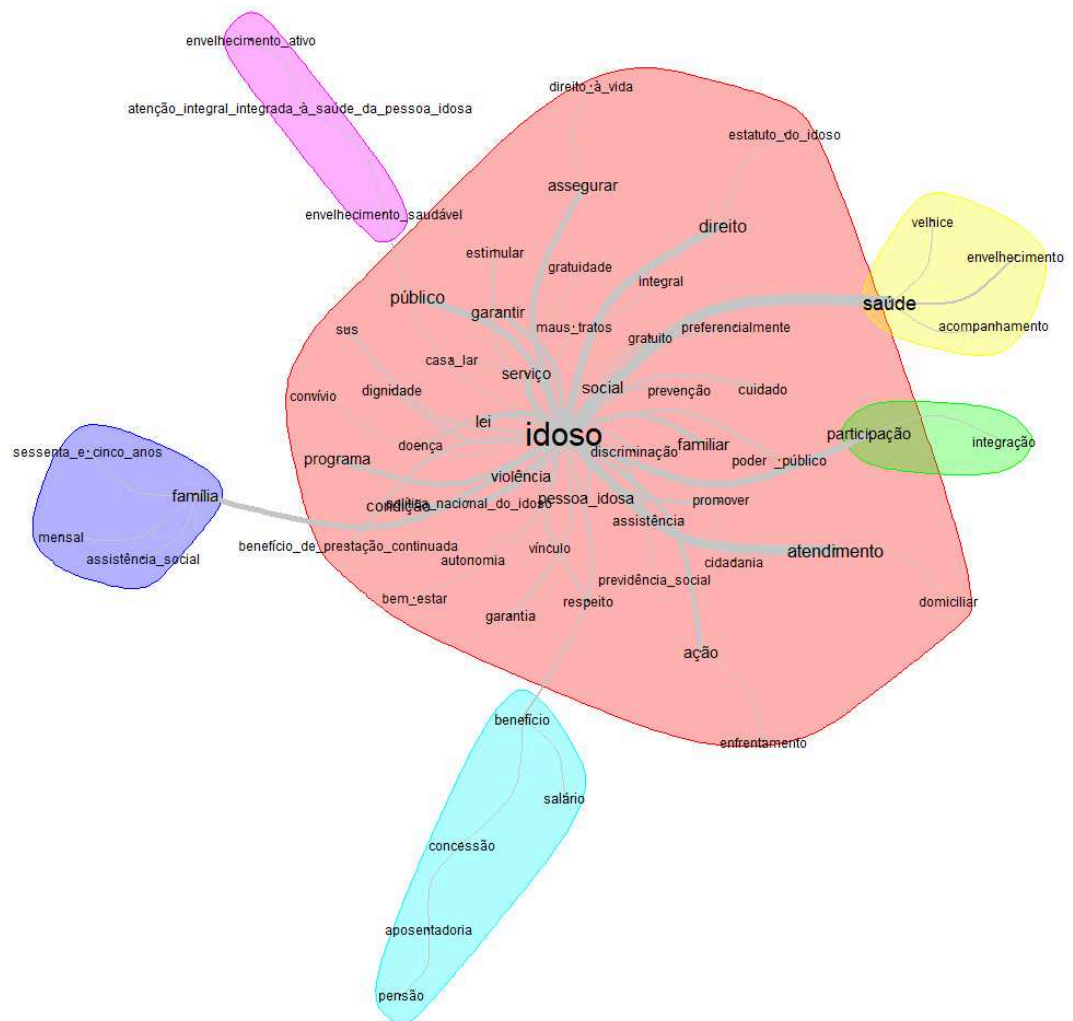 envelhecimento_ativo
direito_à_vida
atenção_integral_integrada_à_saúde_da_pessoa_idosa
estatuto_do_idoso
assegurar
envelhecimento_saudável
velhice
direito
estimular
envelhecimento
gratuidade
integral
público
saúde
garantir
sus
maus_tratos
preferencialmente
acompanhamento
gratuito
casa_lar
serviço
social
convívio
dignidade
prevenção
cuidado
lei
idoso
participação
integração
doença
familiar
sessenta_e_cinco_anos
discriminação
programa
poder_público
violência
família
pessoa_idosa
promover
política_nacional_do_idoso
condição
assistência
mensal
benefício_de_prestação_continuada
vínculo
atendimento
assistência_social
autonomia
cidadania
previdência_social
bem_estar
respeito
domiciliar
garantia
ação
benefício
enfrentamento
salário
concessão
aposentadoria
pensão